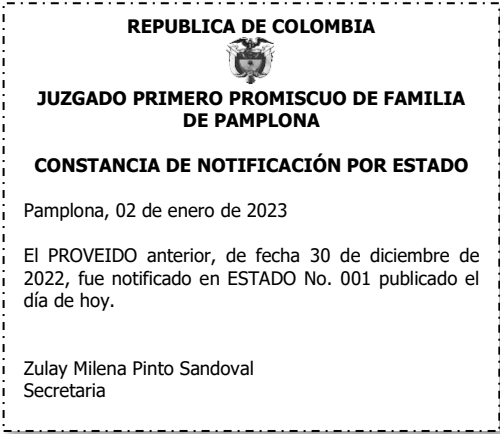 REPUBLICA DE COLOMBIA
JUZGADO PRIMERO PROMISCUO DE FAMILIA
DE PAMPLONA
CONSTANCIA DE NOTIFICACIÓN POR ESTADO
Pamplona, 02 de enero de 2023
El PROVEIDO anterior, de fecha 30 de diciembre de
2022, fue notificado en ESTADO No. 001 publicado el
día de hoy.
Zulay Milena Pinto Sandoval
Secretaria